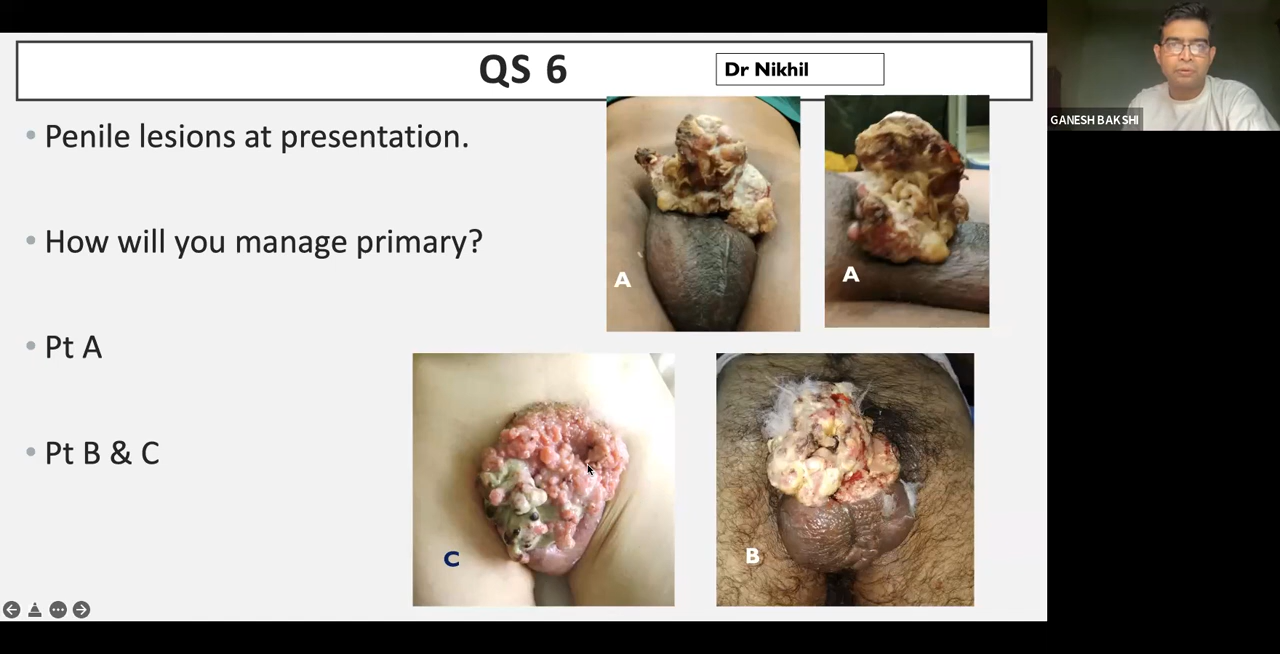 QS 6
Dr Nikhil
GANESH BAKSHI
• Penile lesions at presentation.
• How will you manage primary?
• Pt A
• Pt B & C
A
A
C
B